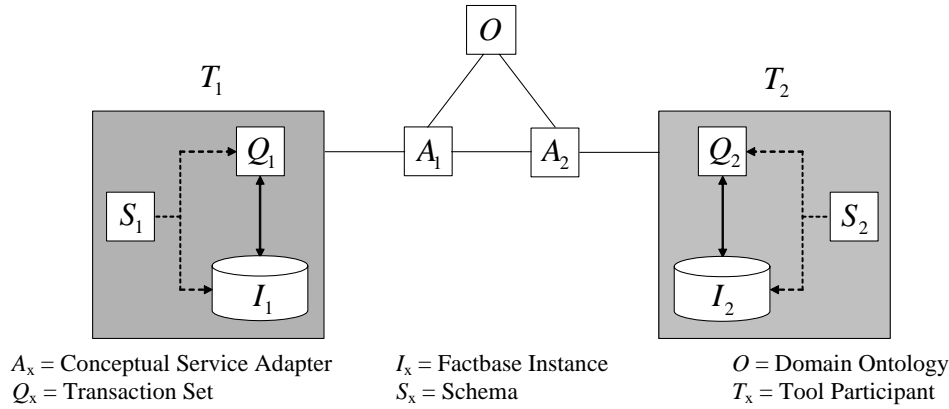 O
T1 T2
Q1 A1 A2 Q2
S1 S2
I1 I2
Ax = Conceptual Service Adapter Ix = Factbase Instance O = Domain Ontology
Qx = Transaction Set Sx = Schema Tx = Tool Participant